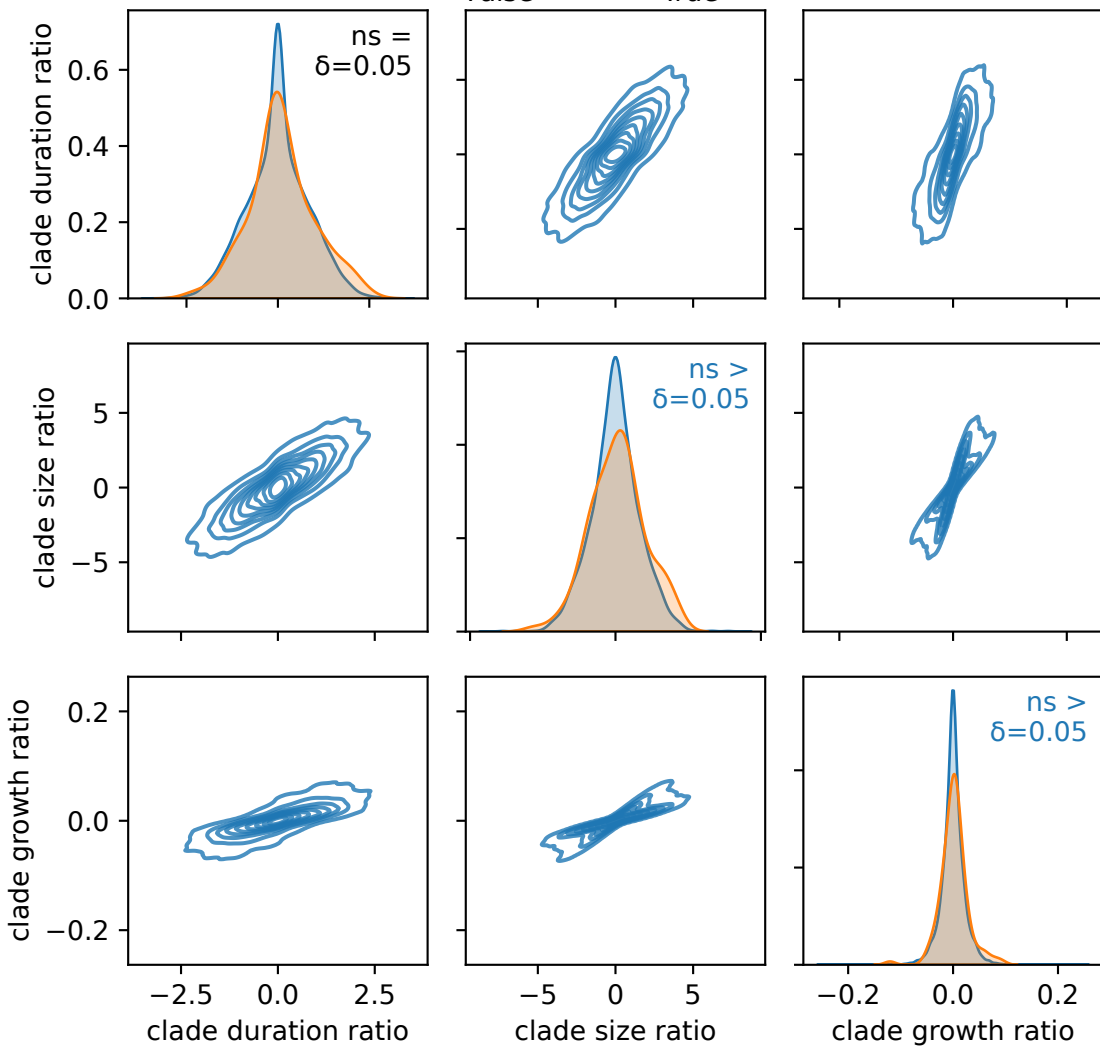 clade duration ratio
0.6
0.4
0.2
0.0
ns =
δ=0.05
clade size ratio
5
0
−5
ns >
δ=0.05
clade growth ratio
0.2
0.0
−0.2
ns >
δ=0.05
−2.5 0.0 2.5
−5 0 5
−0.2 0.0 0.2
clade duration ratio
clade size ratio
clade growth ratio